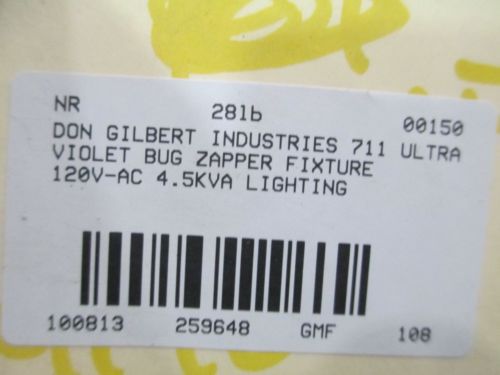 NR 28lb 00150
DON GILBERT INDUSTRIES 711 ULTRA
VIOLET BUG ZAPPER FIXTURE
120V-AC 4.5KVA LIGHTING
100813 259648 GMF 108